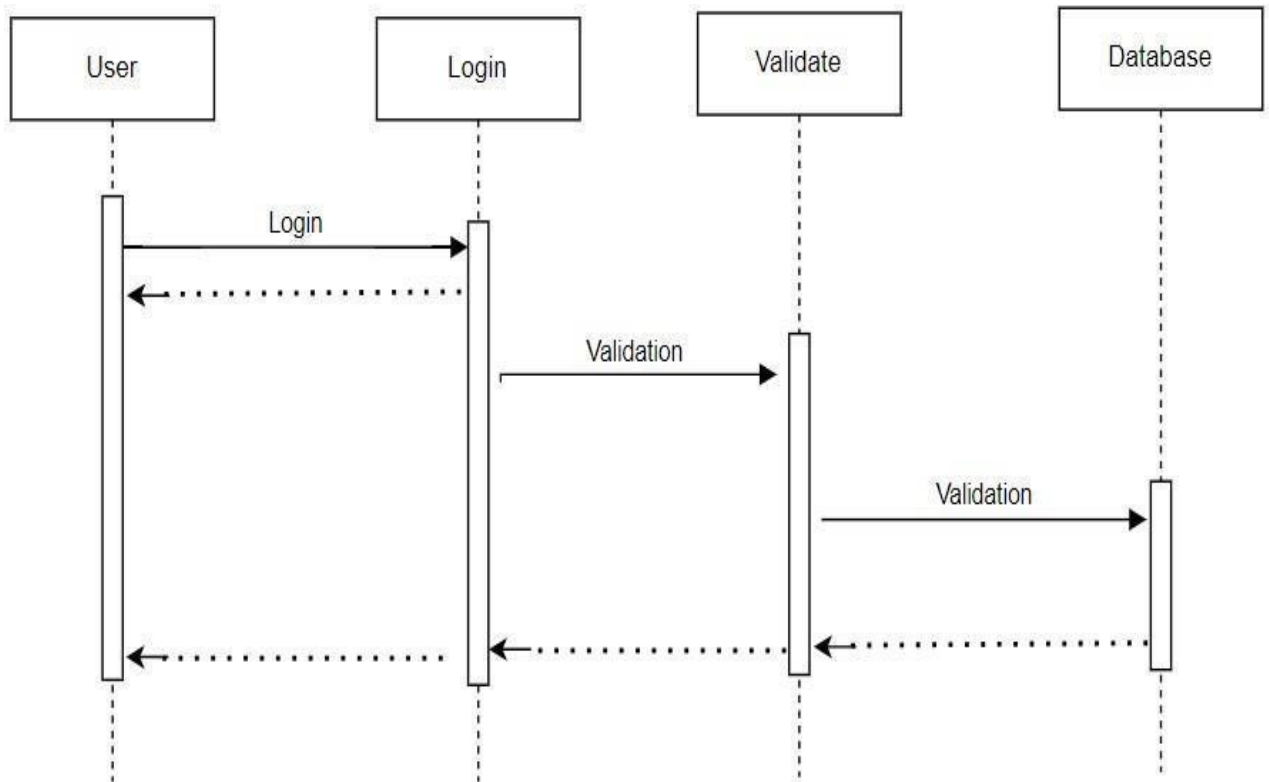 User
Login
Validate
Database
Login
Validation
Validation